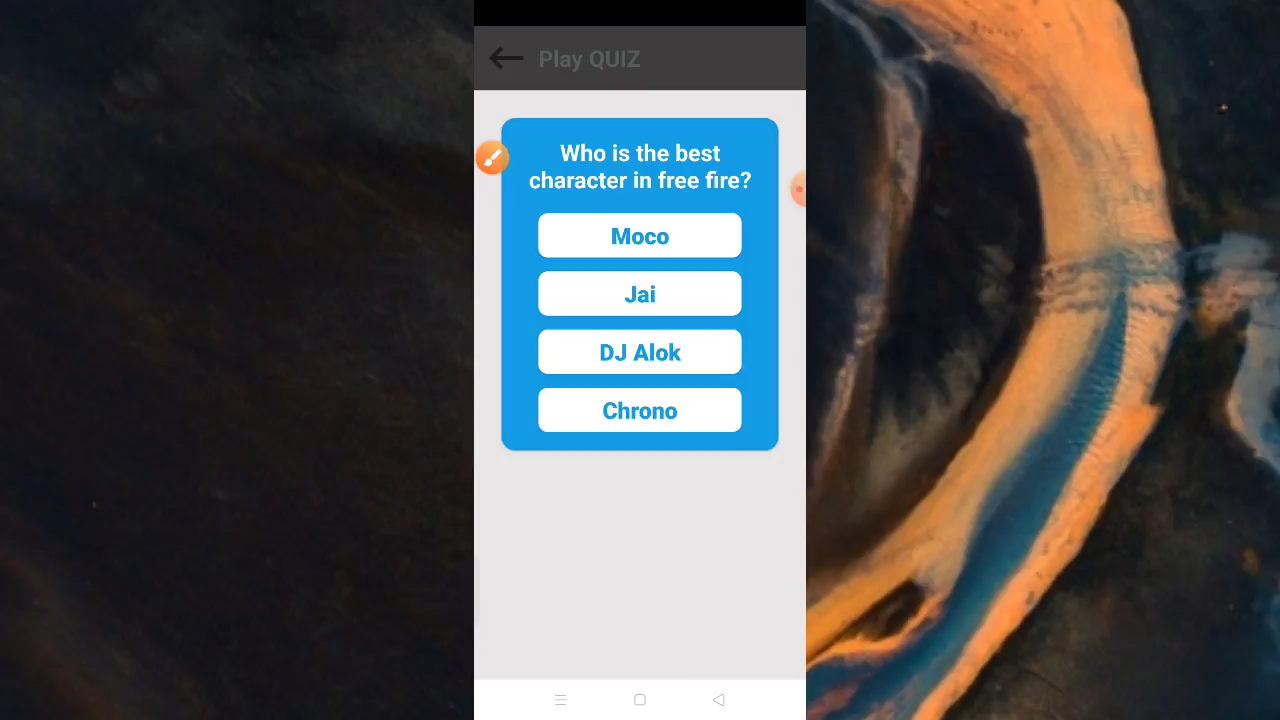 Play QUIZ
Who is the best
character in free fire?
Moco
Jai
DJ Alok
Chrono